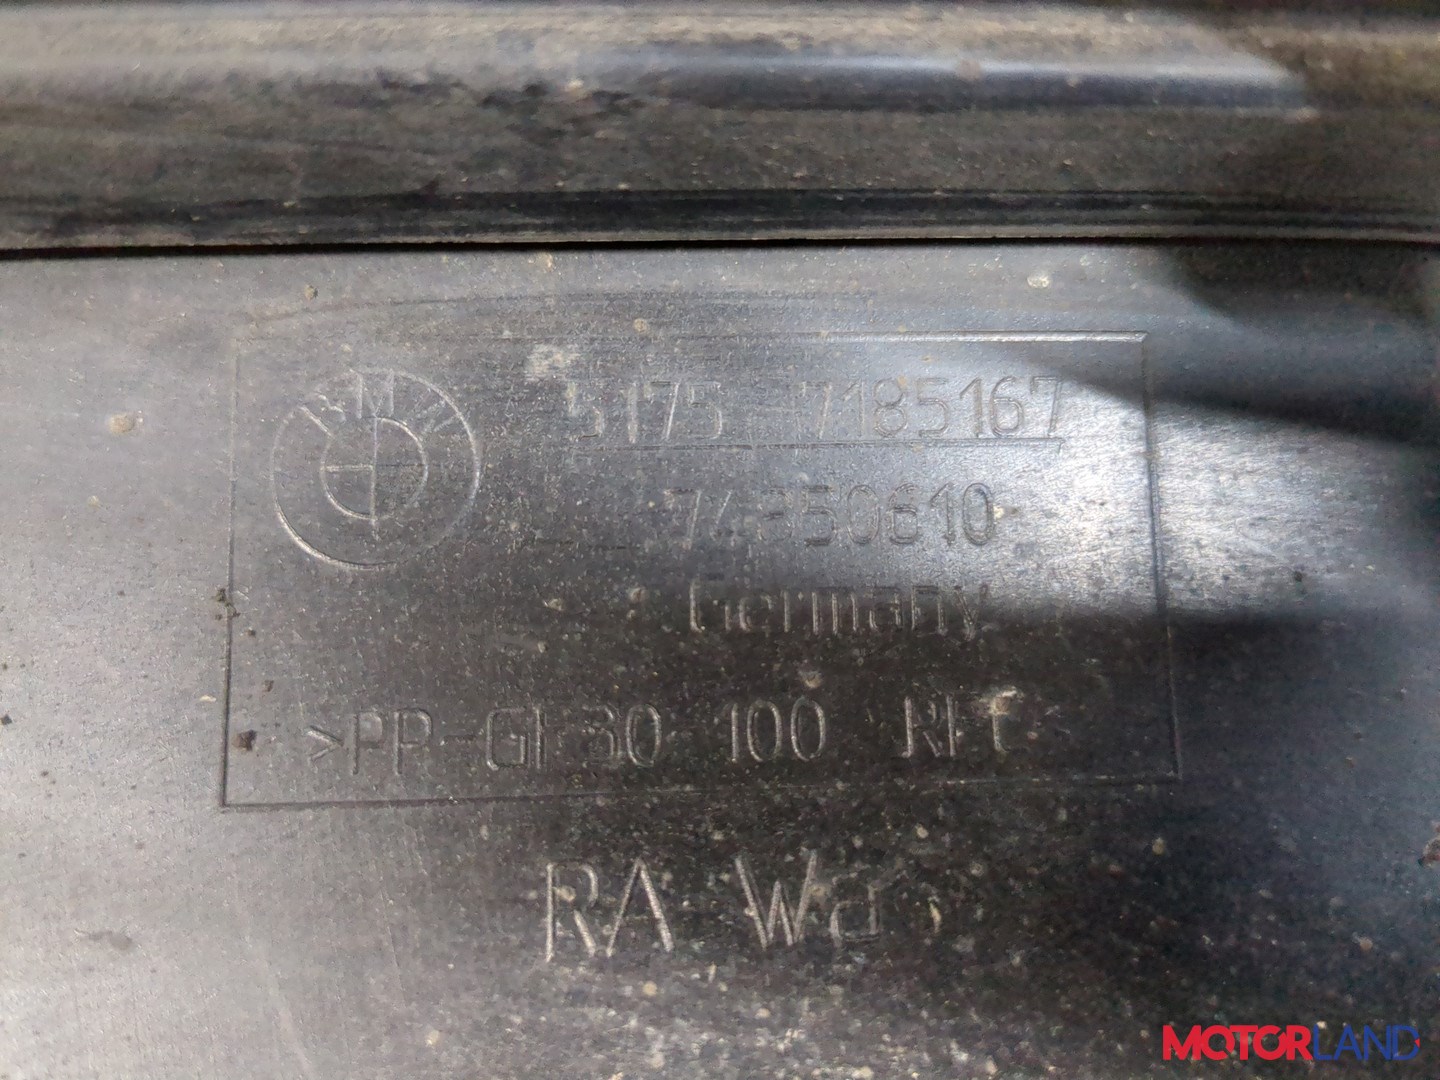 BMW
5175-7185167
Germany
>PP-GF30 100 RFC
RA Wa
MOTORLAND